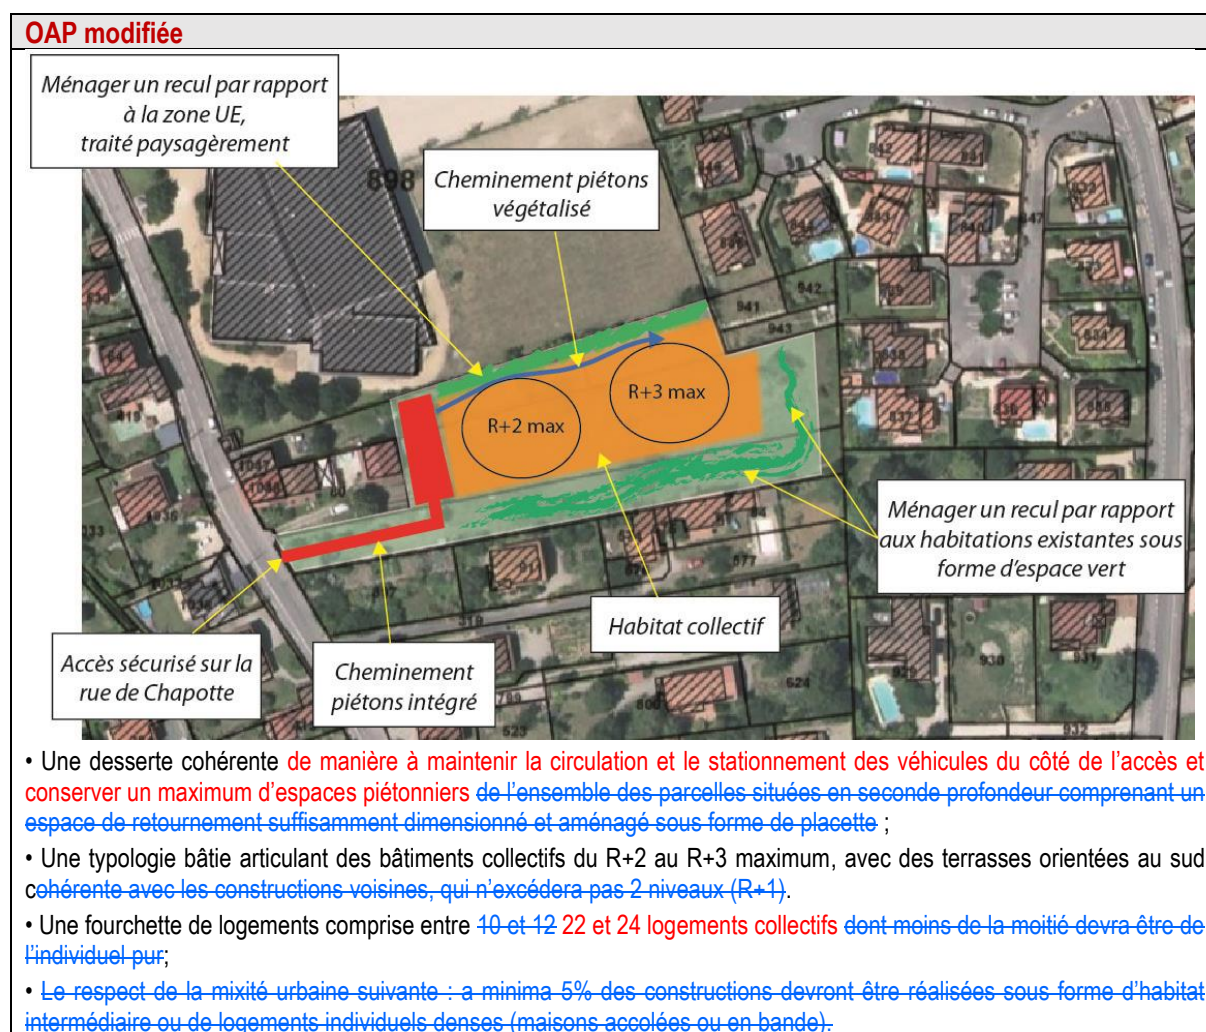 OAP modifiée
Ménager un recul par rapport
à la zone UE,
traité paysagèrement
Cheminement piétons
végétalisé
898
941
942
943
R+2 max
R+3 max
Ménager un recul par rapport
aux habitations existantes sous
forme d'espace vert
Habitat collectif
Accès sécurisé sur la
rue de Chapotte
Cheminement
piétons intégré
• Une desserte cohérente de manière à maintenir la circulation et le stationnement des véhicules du côté de l'accès et
conserver un maximum d'espaces piétonniers de l'ensemble des parcelles situées en seconde profondeur comprenant un
espace de retournement suffisamment dimensionné et aménagé sous forme de placette ;
• Une typologie bâtie articulant des bâtiments collectifs du R+2 au R+3 maximum, avec des terrasses orientées au sud
cohérente avec les constructions voisines, qui n'excédera pas 2 niveaux (R+1).
• Une fourchette de logements comprise entre 10 et 12 22 et 24 logements collectifs dont moins de la moitié devra être de
l'individuel pur;
• Le respect de la mixité urbaine suivante : a minima 5% des constructions devront être réalisées sous forme d'habitat
intermédiaire ou de logements individuels denses (maisons accolées ou en bande).